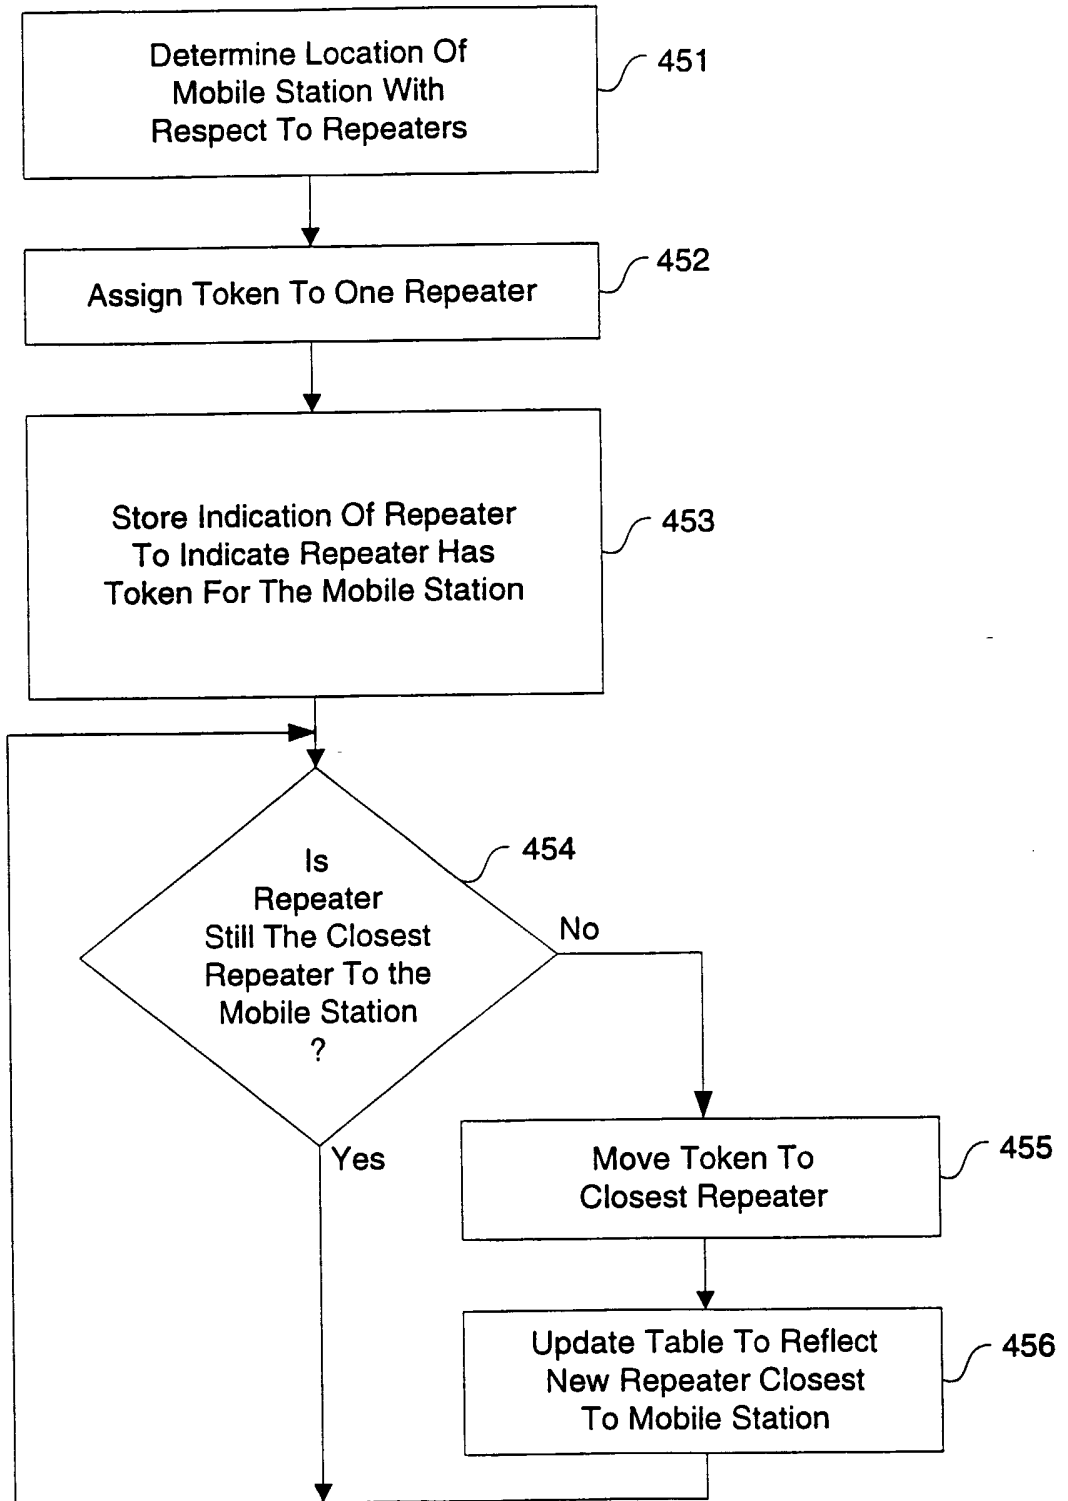 Determine Location Of
Mobile Station With
Respect To Repeaters
451
Assign Token To One Repeater
452
Store Indication Of Repeater
To Indicate Repeater Has
Token For The Mobile Station
453
Is
Repeater
Still The Closest
Repeater To the
Mobile Station
?
454
No
Yes
Move Token To
Closest Repeater
455
Update Table To Reflect
New Repeater Closest
To Mobile Station
456